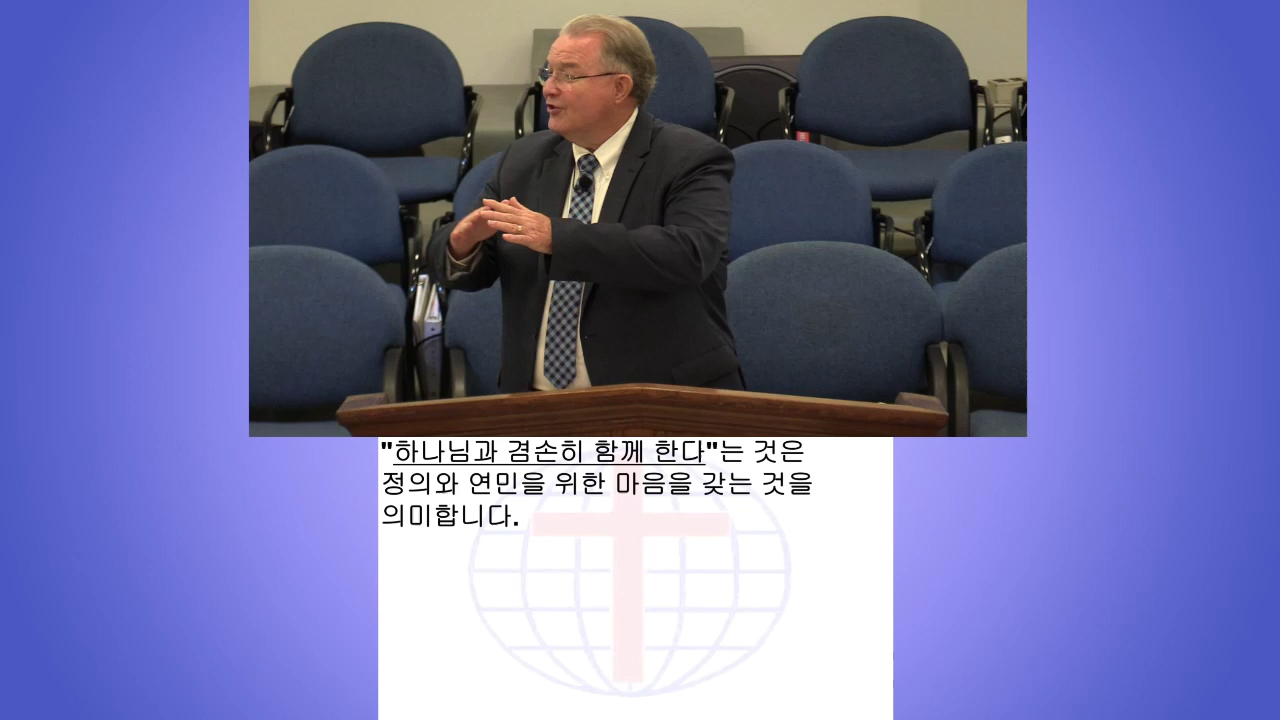 "하나님과 겸손히 함께 한다"는 것은
정의와 연민을 위한 마음을 갖는 것을
의미합니다.